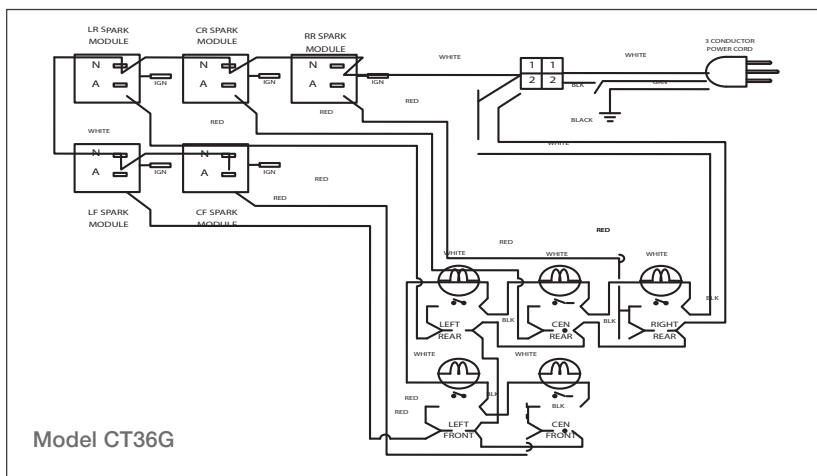 LR SPARK
MODULE
CR SPARK
MODULE
RR SPARK
MODULE
3 CONDUCTOR
POWER CORD
WHITE
WHITE
N
A
IGN
N
A
IGN
N
A
IGN
1 1
2 2
BLK
GRN
RED
RED
RED
BLACK
WHITE
WHITE
N
A
IGN
N
A
IGN
RED
RED
LF SPARK
MODULE
CF SPARK
MODULE
RED
RED
WHITE
WHITE
WHITE
BLK
BLK
BLK
LEFT
REAR
CEN
REAR
RIGHT
REAR
WHITE
WHITE
RED
BLK
RED
BLK
LEFT
FRONT
CEN
FRONT
Model CT36G